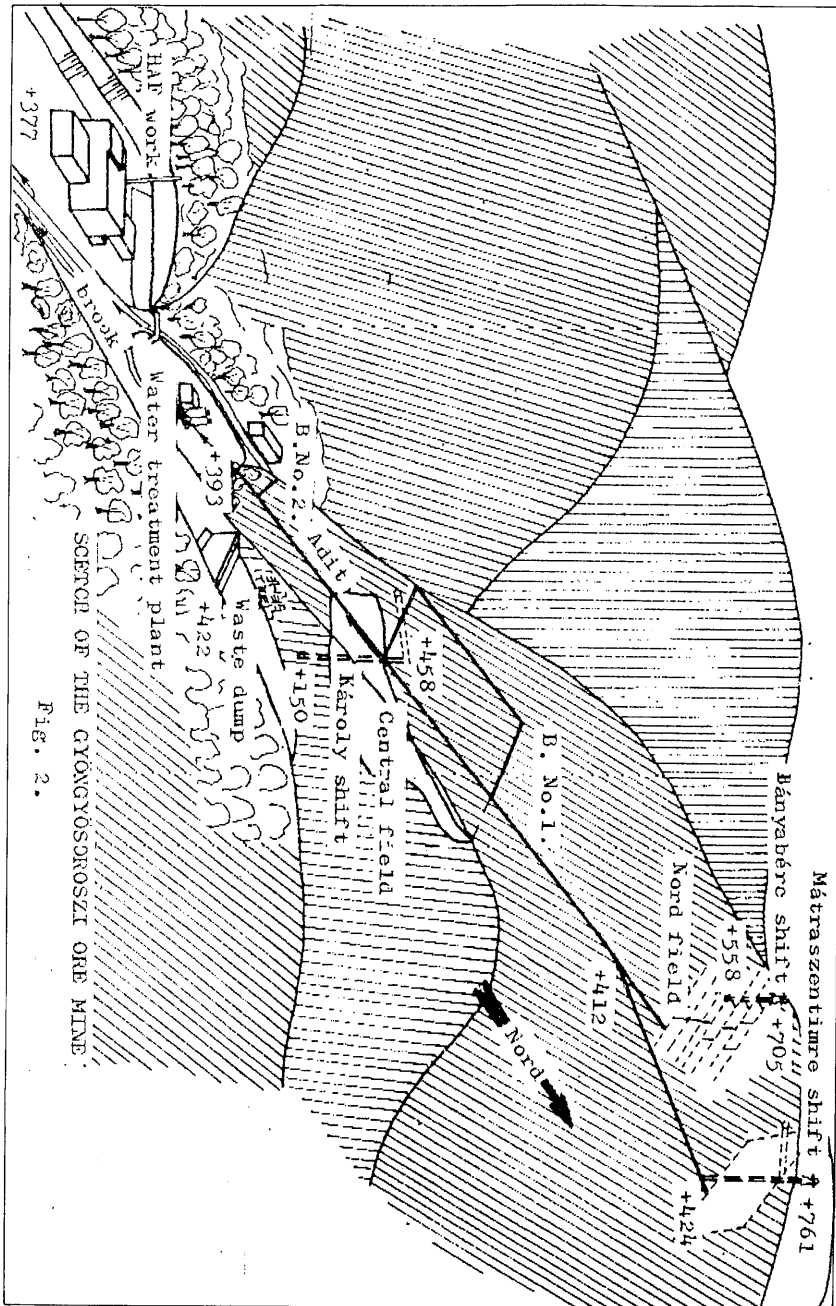 Mátraszentimre shift
+761
Bányabérc shift
+705
+558
Nord field
+424
+412
B. No.1.
Nord
+458
Central field
Károly shift
+150
Adit
B.No.2.
Waste dump
+422
+393
Water treatment plant
brook
HAF work.
+377
SCETCH OF THE GYÖNGYÖSOROSZI ORE MINE
Fig. 2.